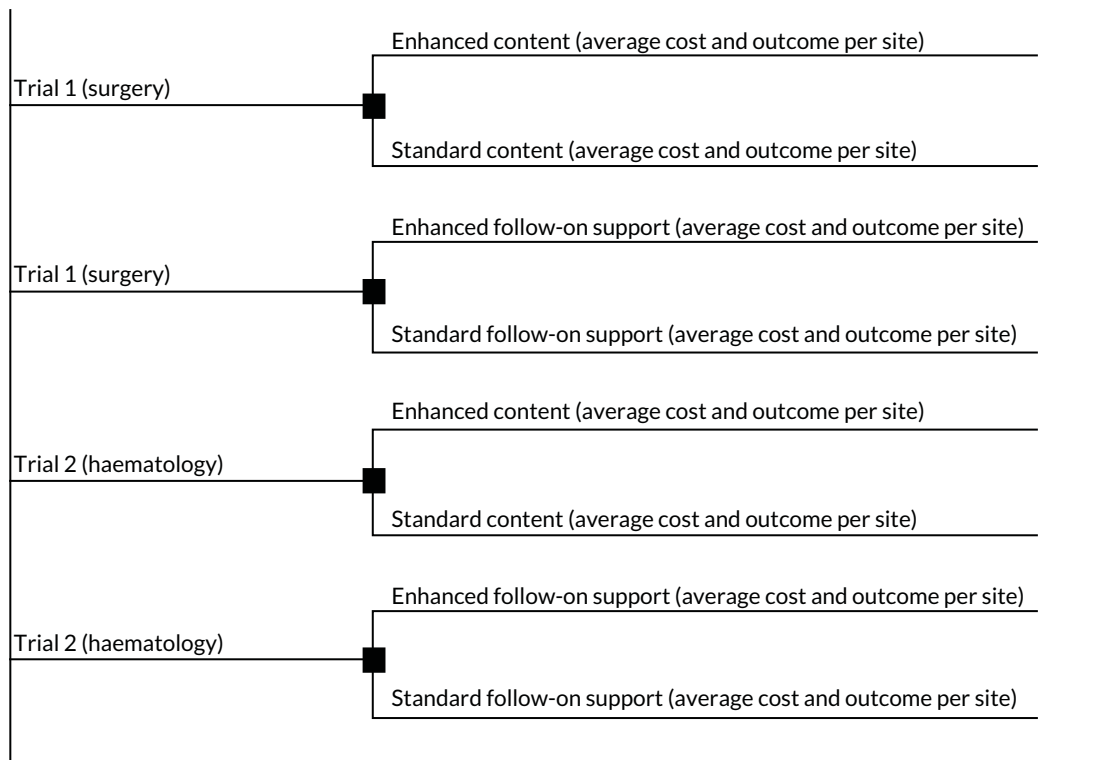 Enhanced content (average cost and outcome per site)
Trial 1 (surgery)
Standard content (average cost and outcome per site)
Enhanced follow-on support (average cost and outcome per site)
Trial 1 (surgery)
Standard follow-on support (average cost and outcome per site)
Enhanced content (average cost and outcome per site)
Trial 2 (haematology)
Standard content (average cost and outcome per site)
Enhanced follow-on support (average cost and outcome per site)
Trial 2 (haematology)
Standard follow-on support (average cost and outcome per site)